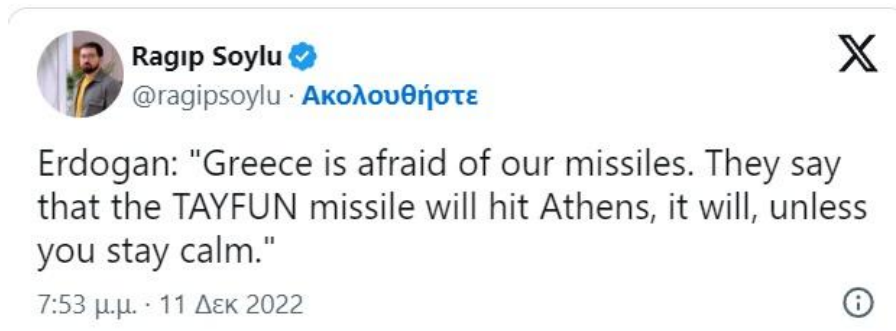 Ragıp Soylu
@ragipsoylu · Ακολουθήστε
Erdogan: "Greece is afraid of our missiles. They say
that the TAYFUN missile will hit Athens, it will, unless
you stay calm."
7:53 μ.μ. · 11 Δεκ 2022